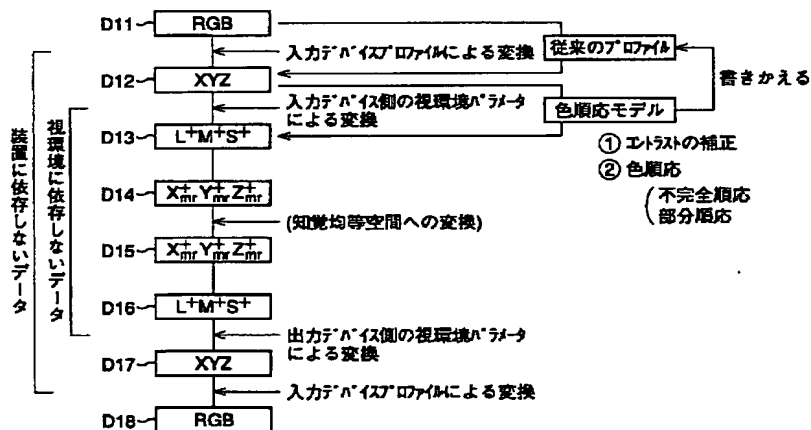 D11 RGB
入力デバイスプロファイルによる変換
従来のプロファイル
D12 XYZ
書きかえる
入力デバイス側の視環境パラメータ
による変換
色順応モデル
D13 L⁺M⁺S⁺
① コントラストの補正
② 色順応
不完全順応
部分順応
D14 X⁺mr Y⁺mr Z⁺mr
(知覚均等空間への変換)
D15 X⁺mr Y⁺mr Z⁺mr
D16 L⁺M⁺S⁺
出力デバイス側の視環境パラメータ
による変換
D17 XYZ
入力デバイスプロファイルによる変換
D18 RGB
視環境に依存しないデータ
装置に依存しないデータ